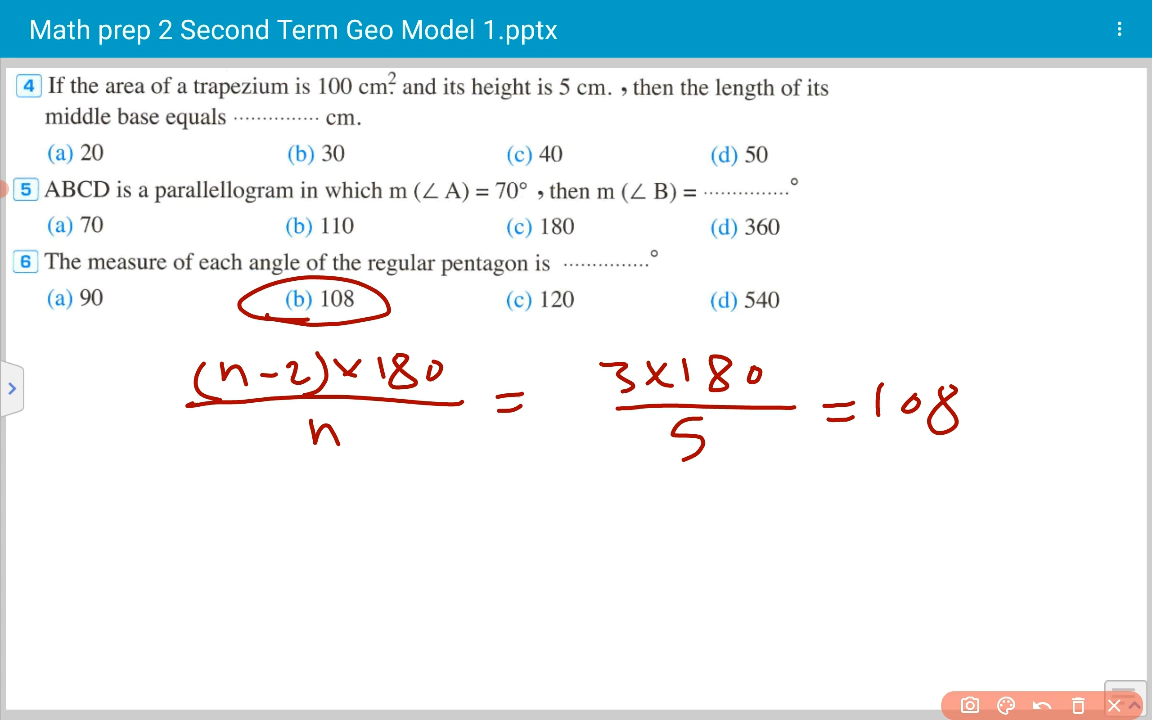 Math prep 2 Second Term Geo Model 1.pptx
4 If the area of a trapezium is 100 cm² and its height is 5 cm. , then the length of its
middle base equals ............... cm.
(a) 20 (b) 30 (c) 40 (d) 50
5 ABCD is a parallellogram in which m (∠ A) = 70° , then m (∠ B) = ...............°
(a) 70 (b) 110 (c) 180 (d) 360
6 The measure of each angle of the regular pentagon is ...............°
(a) 90 (b) 108 (c) 120 (d) 540
(n-2)×180 3×180
= = 108
n 5